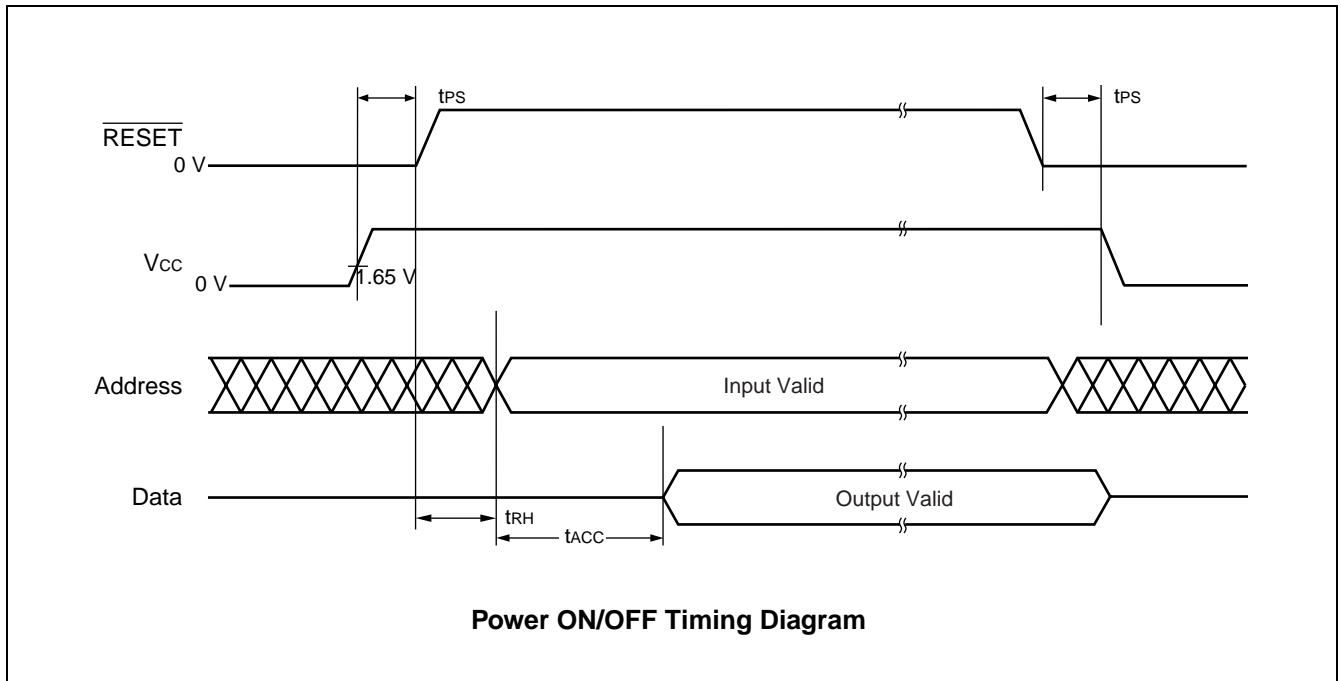 tPS
tPS
RESET
0 V
VCC
1.65 V
0 V
Address
Input Valid
Data
Output Valid
tRH
tACC
Power ON/OFF Timing Diagram